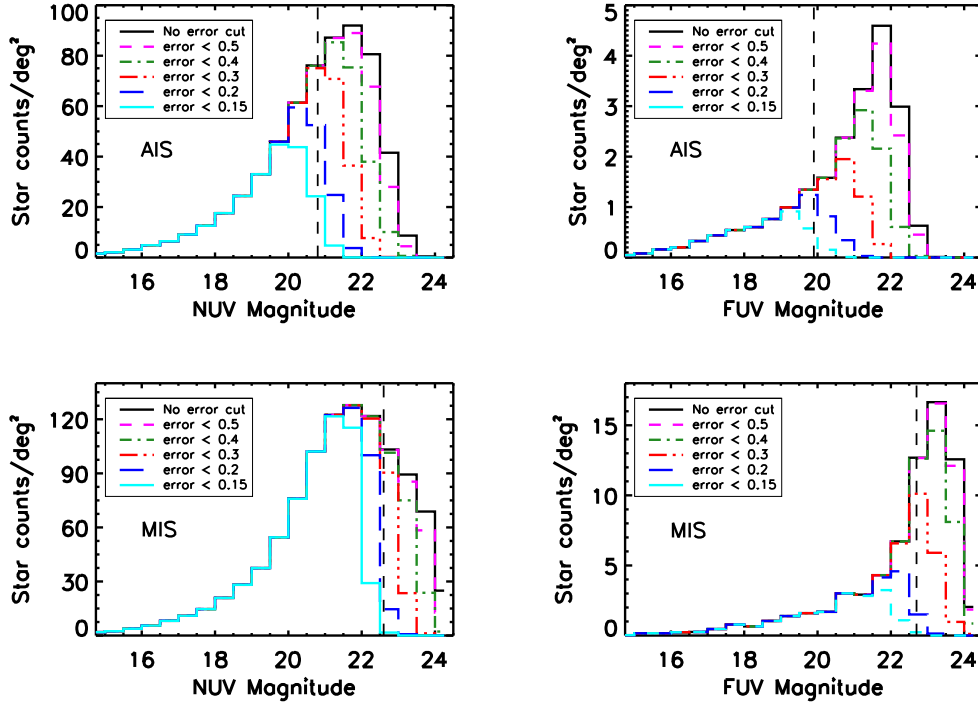 Star counts/deg²
100
80
60
40
20
0
No error cut
error < 0.5
error < 0.4
error < 0.3
error < 0.2
error < 0.15
AIS
16 18 20 22 24
NUV Magnitude
Star counts/deg²
5
4
3
2
1
0
No error cut
error < 0.5
error < 0.4
error < 0.3
error < 0.2
error < 0.15
AIS
16 18 20 22 24
FUV Magnitude
Star counts/deg²
120
90
60
30
0
No error cut
error < 0.5
error < 0.4
error < 0.3
error < 0.2
error < 0.15
MIS
16 18 20 22 24
NUV Magnitude
Star counts/deg²
15
10
5
0
No error cut
error < 0.5
error < 0.4
error < 0.3
error < 0.2
error < 0.15
MIS
16 18 20 22 24
FUV Magnitude